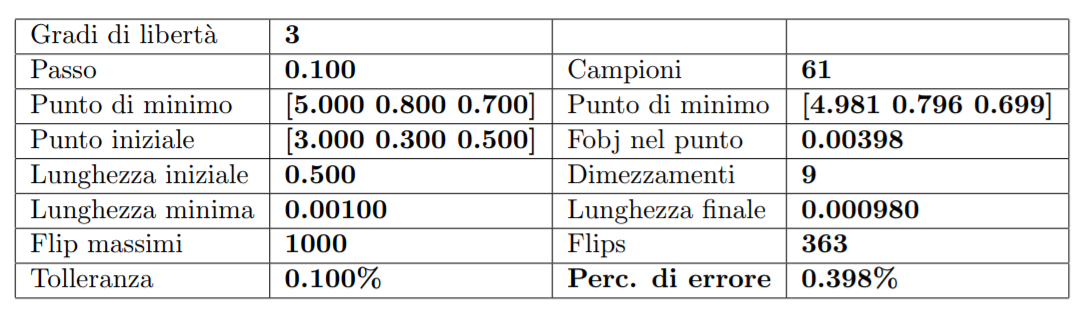 Gradi di libertà 3
Passo 0.100 Campioni 61
Punto di minimo [5.000 0.800 0.700] Punto di minimo [4.981 0.796 0.699]
Punto iniziale [3.000 0.300 0.500] Fobj nel punto 0.00398
Lunghezza iniziale 0.500 Dimezzamenti 9
Lunghezza minima 0.00100 Lunghezza finale 0.000980
Flip massimi 1000 Flips 363
Tolleranza 0.100% Perc. di errore 0.398%